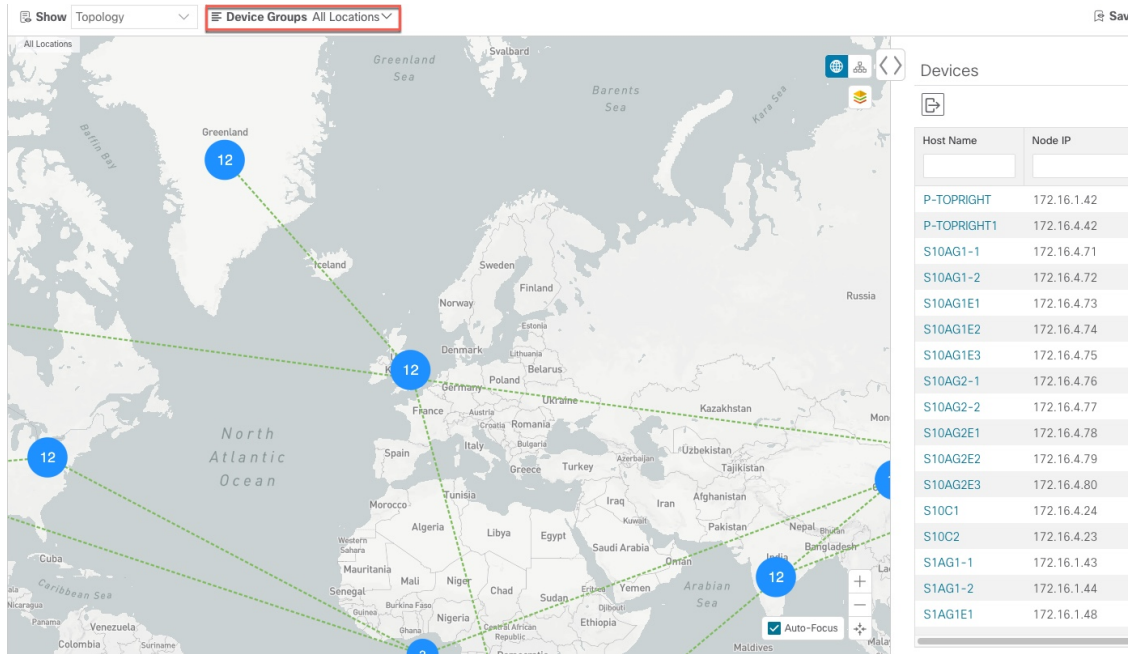 Show Topology Device Groups All Locations Sav
All Locations
Greenland
Sea
Svalbard
Barents
Sea
Kara Sea
Baffin Bay
Greenland
12
Iceland
Sweden
Finland
Norway
Russia
Estonia
Denmark
Lithuania
12
Belarus
Germany
Poland
Ukraine
France
Austria
Kazakhstan
Mon
Croatia
Romania
North
Atlantic
Ocean
12
Italy
Bulgaria
Spain
Azerbaijan
Uzbekistan
Greece
Turkey
Tajikistan
Tunisia
Morocco
Iraq
Iran
Afghanistan
Kuwait
Algeria
Libya
Egypt
Pakistan
Nepal
Bhutan
Western
Sahara
Saudi Arabia
Bangladesh
Cuba
Oman
India
12
Mauritania
Mali
Niger
Chad
Sudan
Eritrea
Yemen
Arabian
Sea
Caribbean Sea
Senegal
Nicaragua
Guinea
Burkina Faso
Djibouti
Panama
Venezuela
Nigeria
Ghana
Central African
Republic
Ethiopia
Auto-Focus
Colombia
Suriname
Maldives
Devices
Host Name Node IP
P-TOPRIGHT 172.16.1.42
P-TOPRIGHT1 172.16.4.42
S10AG1-1 172.16.4.71
S10AG1-2 172.16.4.72
S10AG1E1 172.16.4.73
S10AG1E2 172.16.4.74
S10AG1E3 172.16.4.75
S10AG2-1 172.16.4.76
S10AG2-2 172.16.4.77
S10AG2E1 172.16.4.78
S10AG2E2 172.16.4.79
S10AG2E3 172.16.4.80
S10C1 172.16.4.24
S10C2 172.16.4.23
S1AG1-1 172.16.1.43
S1AG1-2 172.16.1.44
S1AG1E1 172.16.1.48